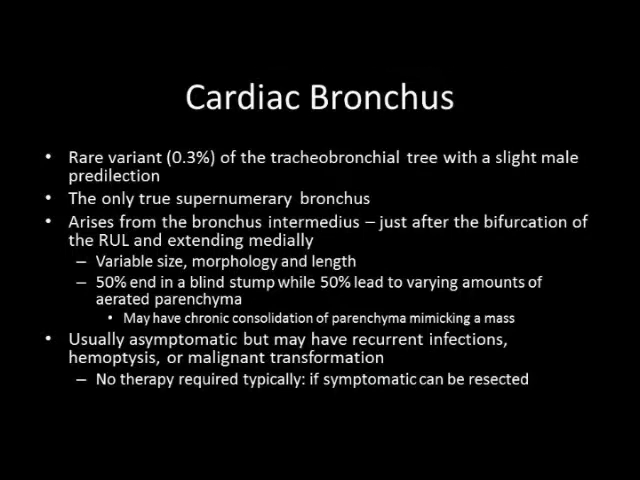 Cardiac Bronchus
• Rare variant (0.3%) of the tracheobronchial tree with a slight male
predilection
• The only true supernumerary bronchus
• Arises from the bronchus intermedius – just after the bifurcation of
the RUL and extending medially
– Variable size, morphology and length
– 50% end in a blind stump while 50% lead to varying amounts of
aerated parenchyma
• May have chronic consolidation of parenchyma mimicking a mass
• Usually asymptomatic but may have recurrent infections,
hemoptysis, or malignant transformation
– No therapy required typically: if symptomatic can be resected